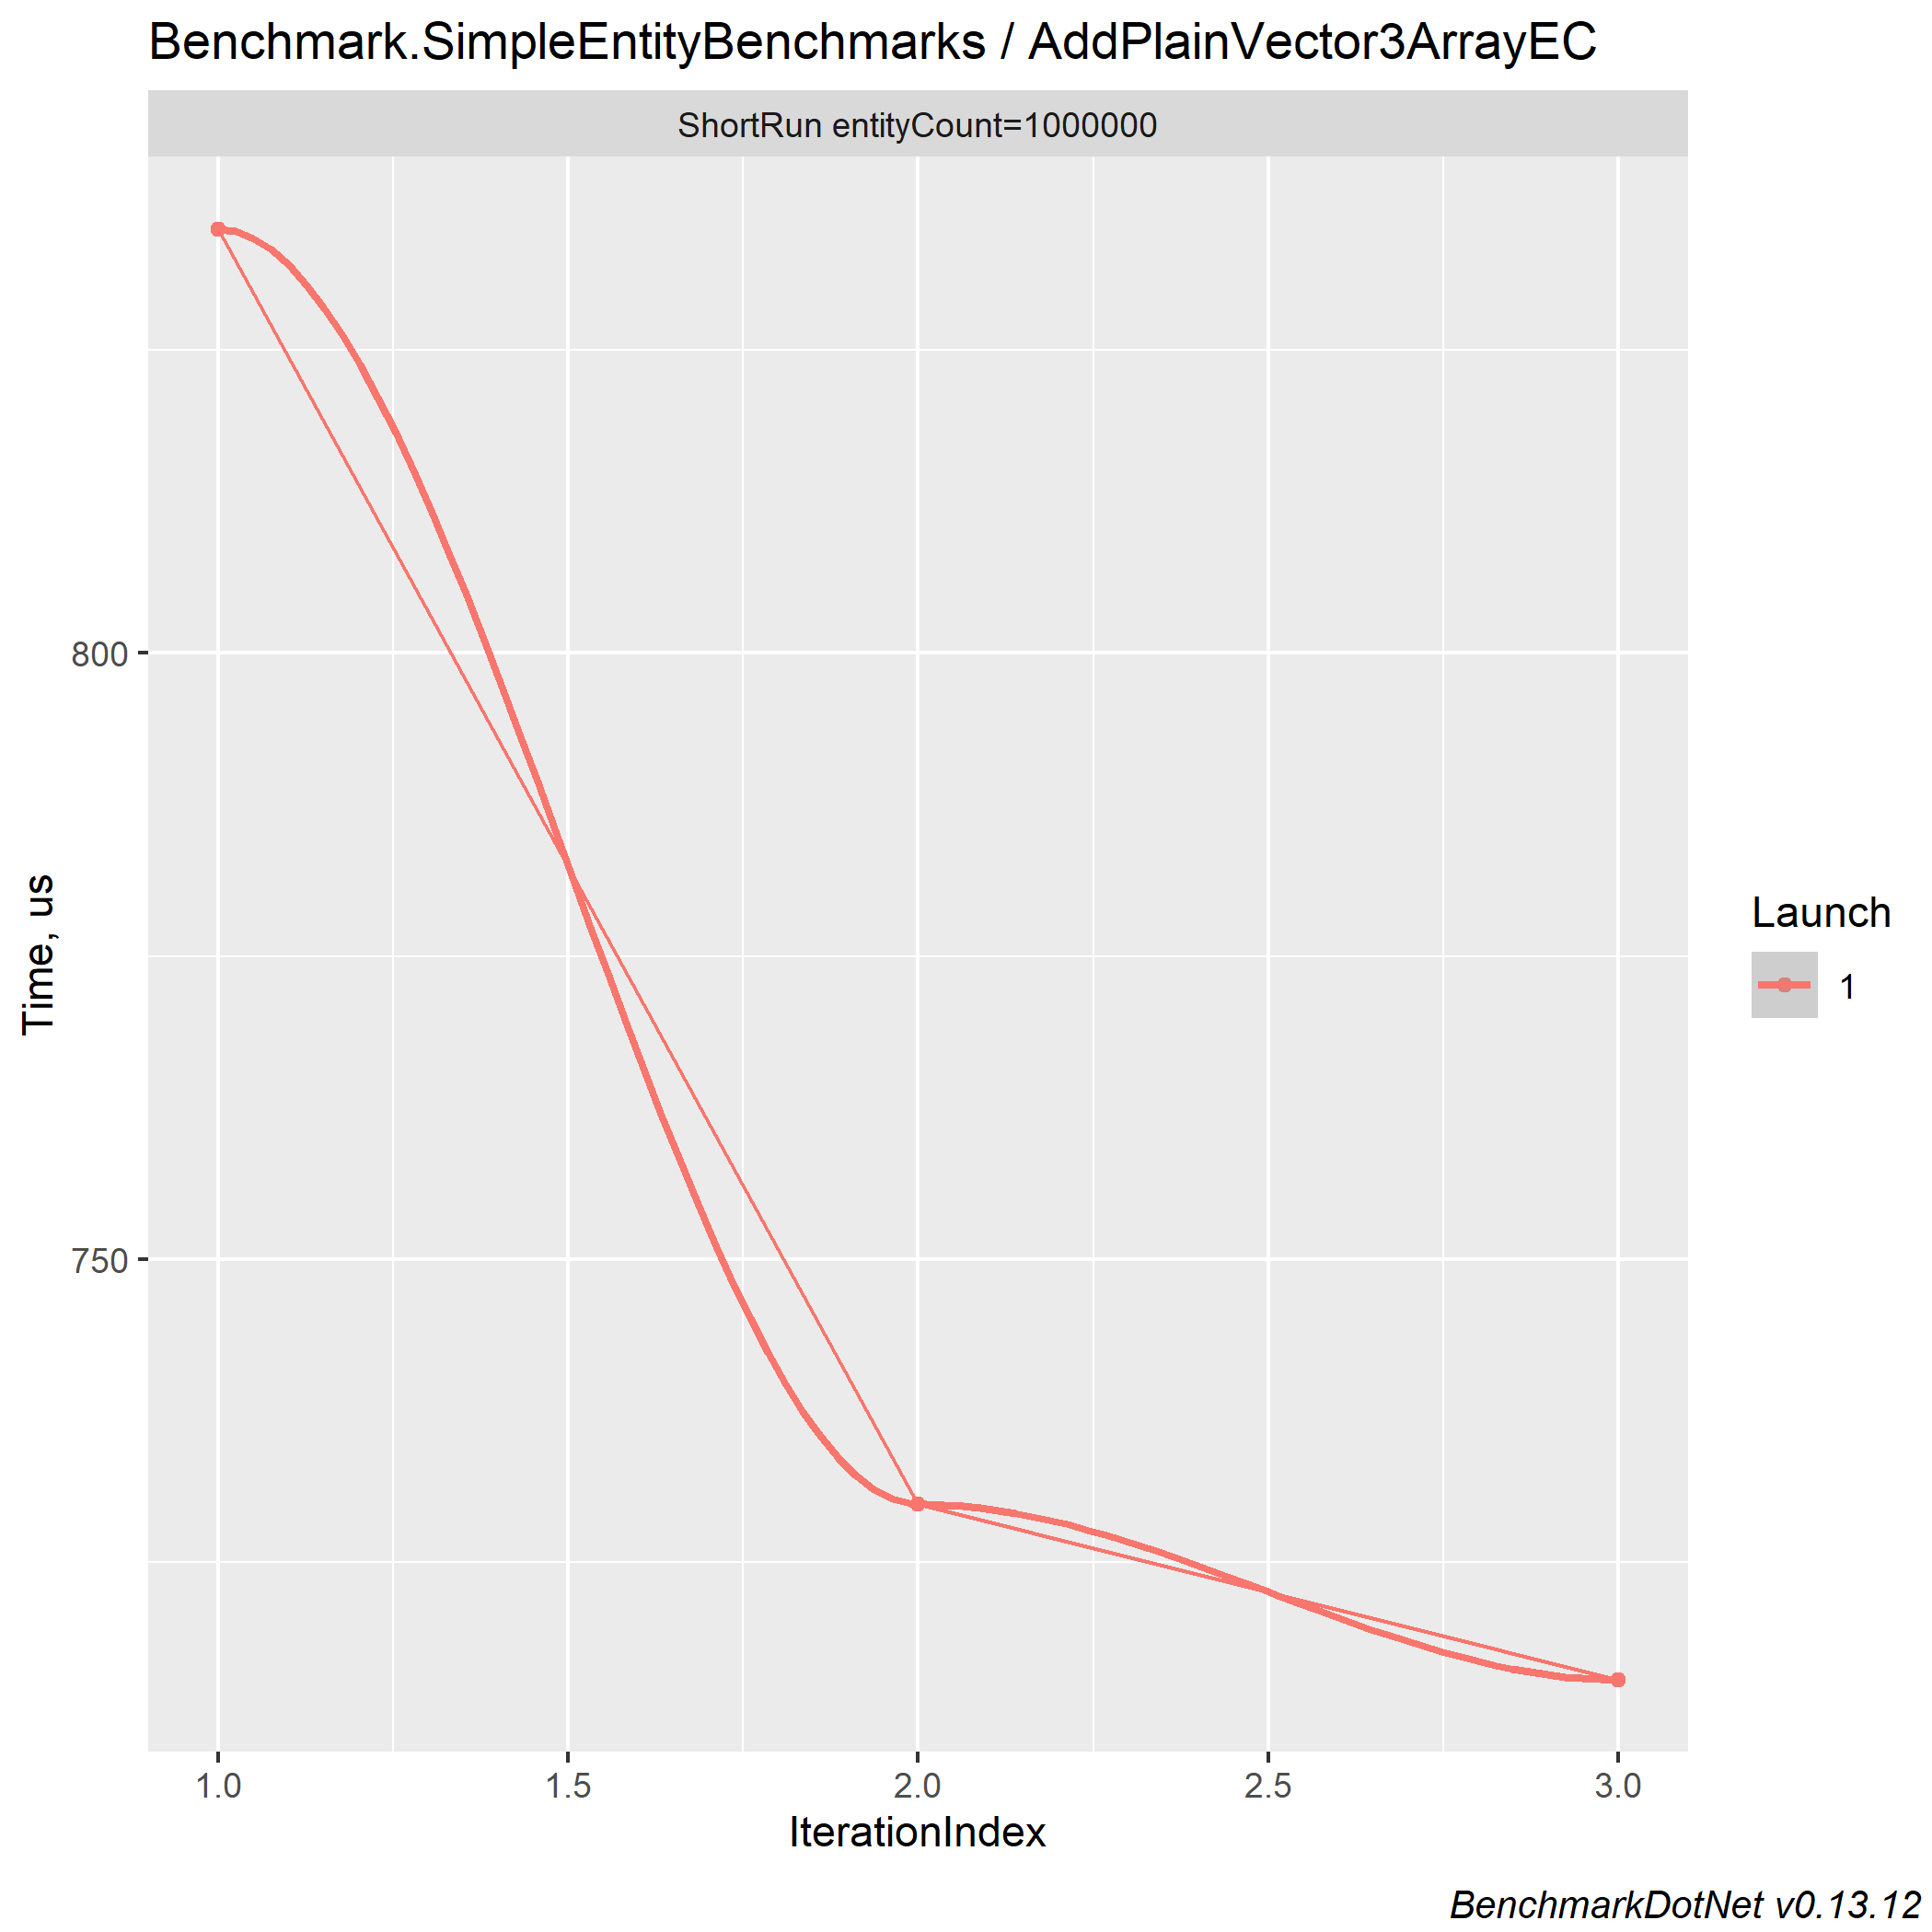 Benchmark.SimpleEntityBenchmarks / AddPlainVector3ArrayEC
ShortRun entityCount=1000000
800
750
Time, us
1.0 1.5 2.0 2.5 3.0
IterationIndex
Launch
1
BenchmarkDotNet v0.13.12